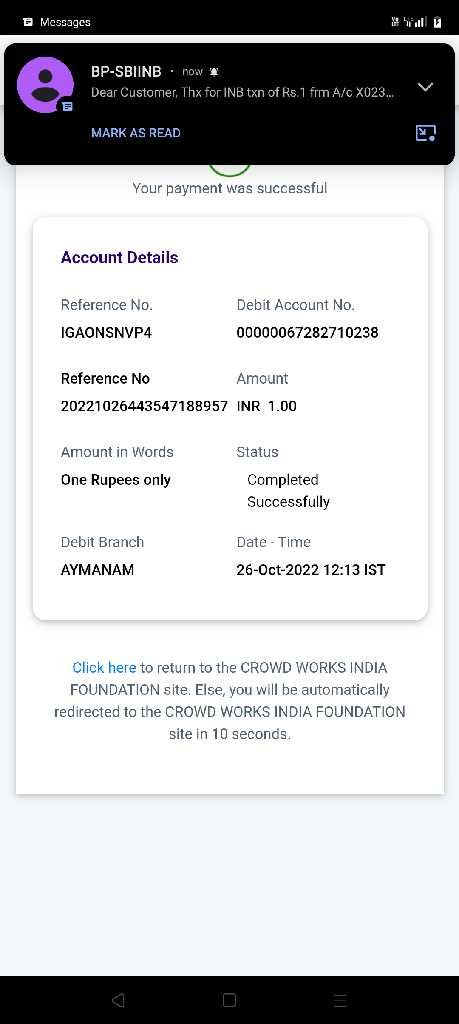 Messages
BP-SBIINB · now
Dear Customer, Thx for INB txn of Rs.1 frm A/c X023...
MARK AS READ
Your payment was successful
Account Details
Reference No. Debit Account No.
IGAONSNVP4 00000067282710238
Reference No Amount
20221026443547188957 INR 1.00
Amount in Words Status
One Rupees only Completed
Successfully
Debit Branch Date - Time
AYMANAM 26-Oct-2022 12:13 IST
Click here to return to the CROWD WORKS INDIA
FOUNDATION site. Else, you will be automatically
redirected to the CROWD WORKS INDIA FOUNDATION
site in 10 seconds.